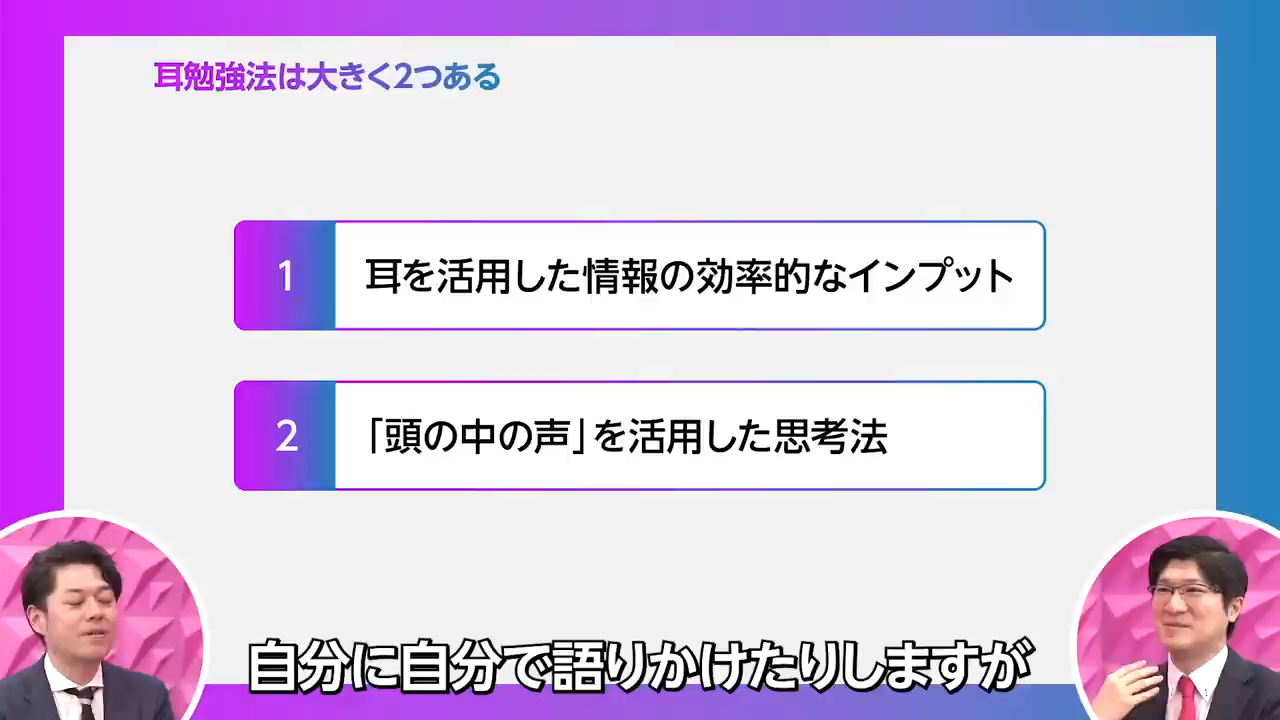 耳勉強法は大きく2つある
1
耳を活用した情報の効率的なインプット
2
「頭の中の声」を活用した思考法
自分に自分で語りかけたりしますが